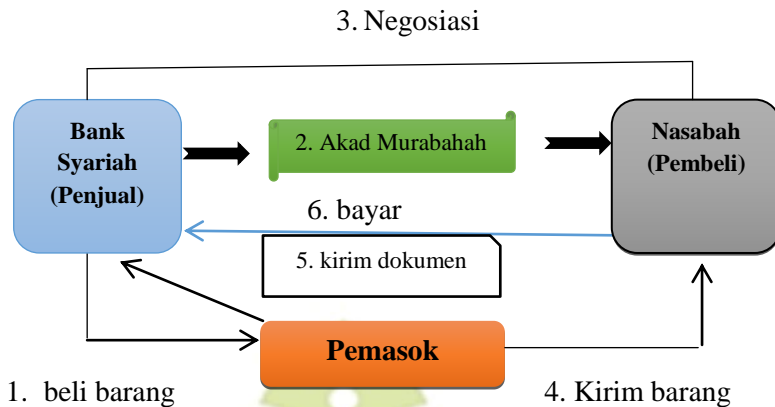 3. Negosiasi
Bank
Syariah
(Penjual)
2. Akad Murabahah
Nasabah
(Pembeli)
6. bayar
5. kirim dokumen
Pemasok
1. beli barang
4. Kirim barang